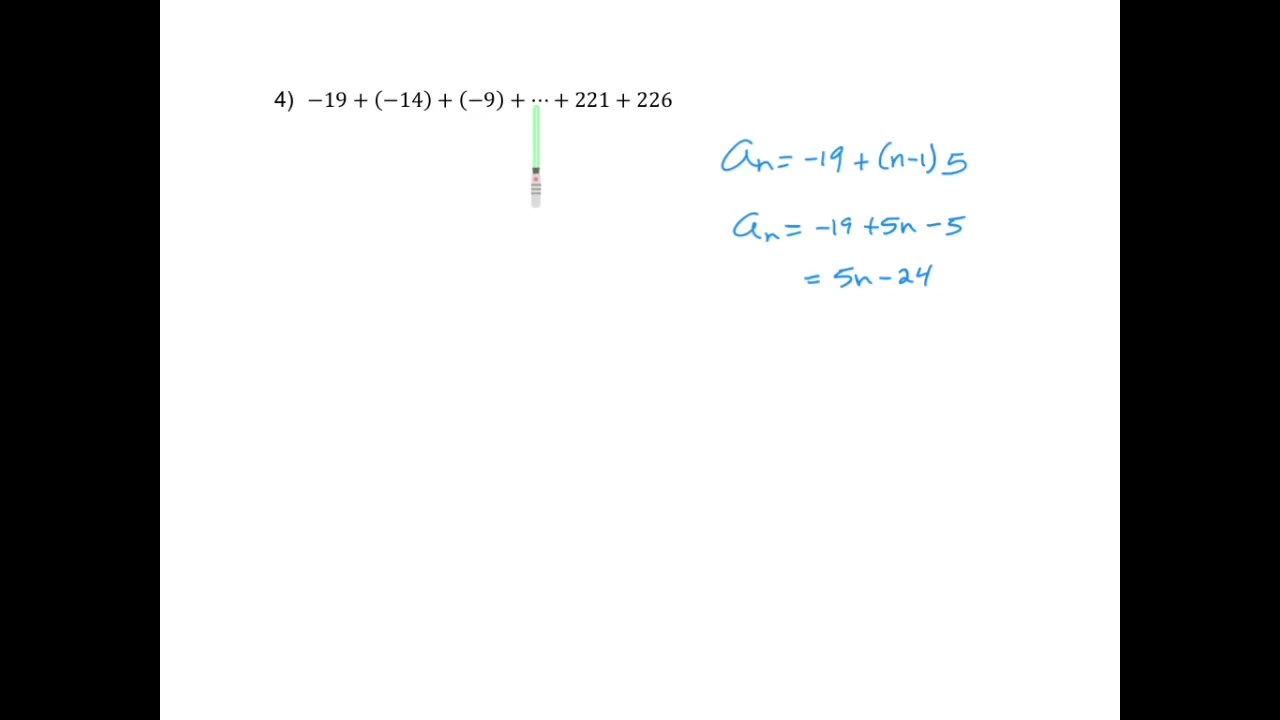 4) −19 + (−14) + (−9) + ⋯ + 221 + 226
aₙ = -19 + (n-1) 5
aₙ = -19 + 5n - 5
= 5n - 24